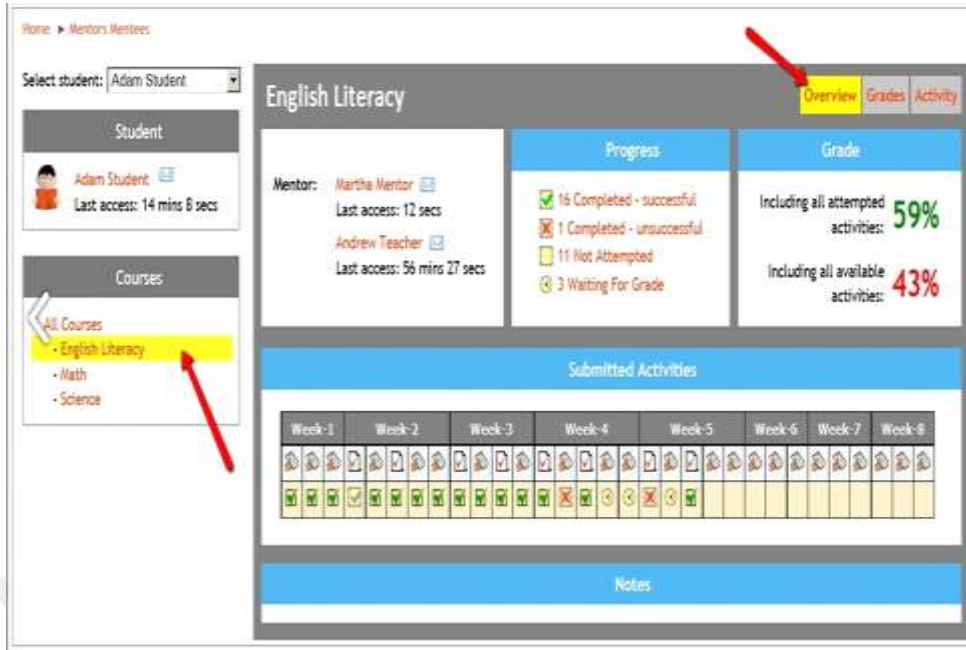 Home ► Mentors Mentees
Select student: Adam Student
Student
Adam Student
Last access: 14 mins 8 secs
Courses
All Courses
- English Literacy
- Math
- Science
English Literacy
Overview Grades Activity
Mentor: Martha Mentor
Last access: 12 secs
Andrew Teacher
Last access: 56 mins 27 secs
Progress
16 Completed - successful
1 Completed - unsuccessful
11 Not Attempted
3 Waiting For Grade
Grade
Including all attempted activities: 59%
Including all available activities: 43%
Submitted Activities
Week-1 Week-2 Week-3 Week-4 Week-5 Week-6 Week-7 Week-8
Notes